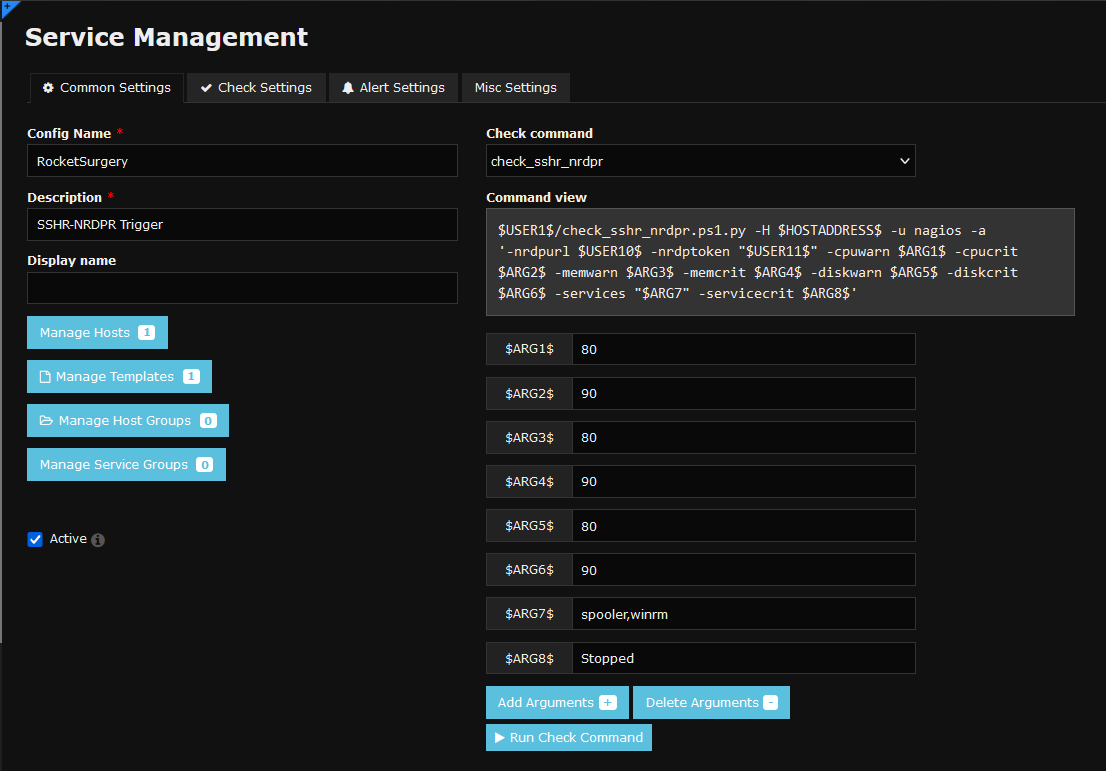 Service Management
Common Settings
Check Settings
Alert Settings
Misc Settings
Config Name *
RocketSurgery
Description *
SSHR-NRDPR Trigger
Display name
Manage Hosts 1
Manage Templates 1
Manage Host Groups 0
Manage Service Groups 0
Active
Check command
check_sshr_nrdpr
Command view
$USER1$/check_sshr_nrdpr.ps1.py -H $HOSTADDRESS$ -u nagios -a
'-nrdpurl $USER10$ -nrdptoken "$USER11$" -cpuwarn $ARG1$ -cpucrit
$ARG2$ -memwarn $ARG3$ -memcrit $ARG4$ -diskwarn $ARG5$ -diskcrit
$ARG6$ -services "$ARG7" -servicecrit $ARG8$'
$ARG1$ 80
$ARG2$ 90
$ARG3$ 80
$ARG4$ 90
$ARG5$ 80
$ARG6$ 90
$ARG7$ spooler,winrm
$ARG8$ Stopped
Add Arguments +
Delete Arguments -
Run Check Command